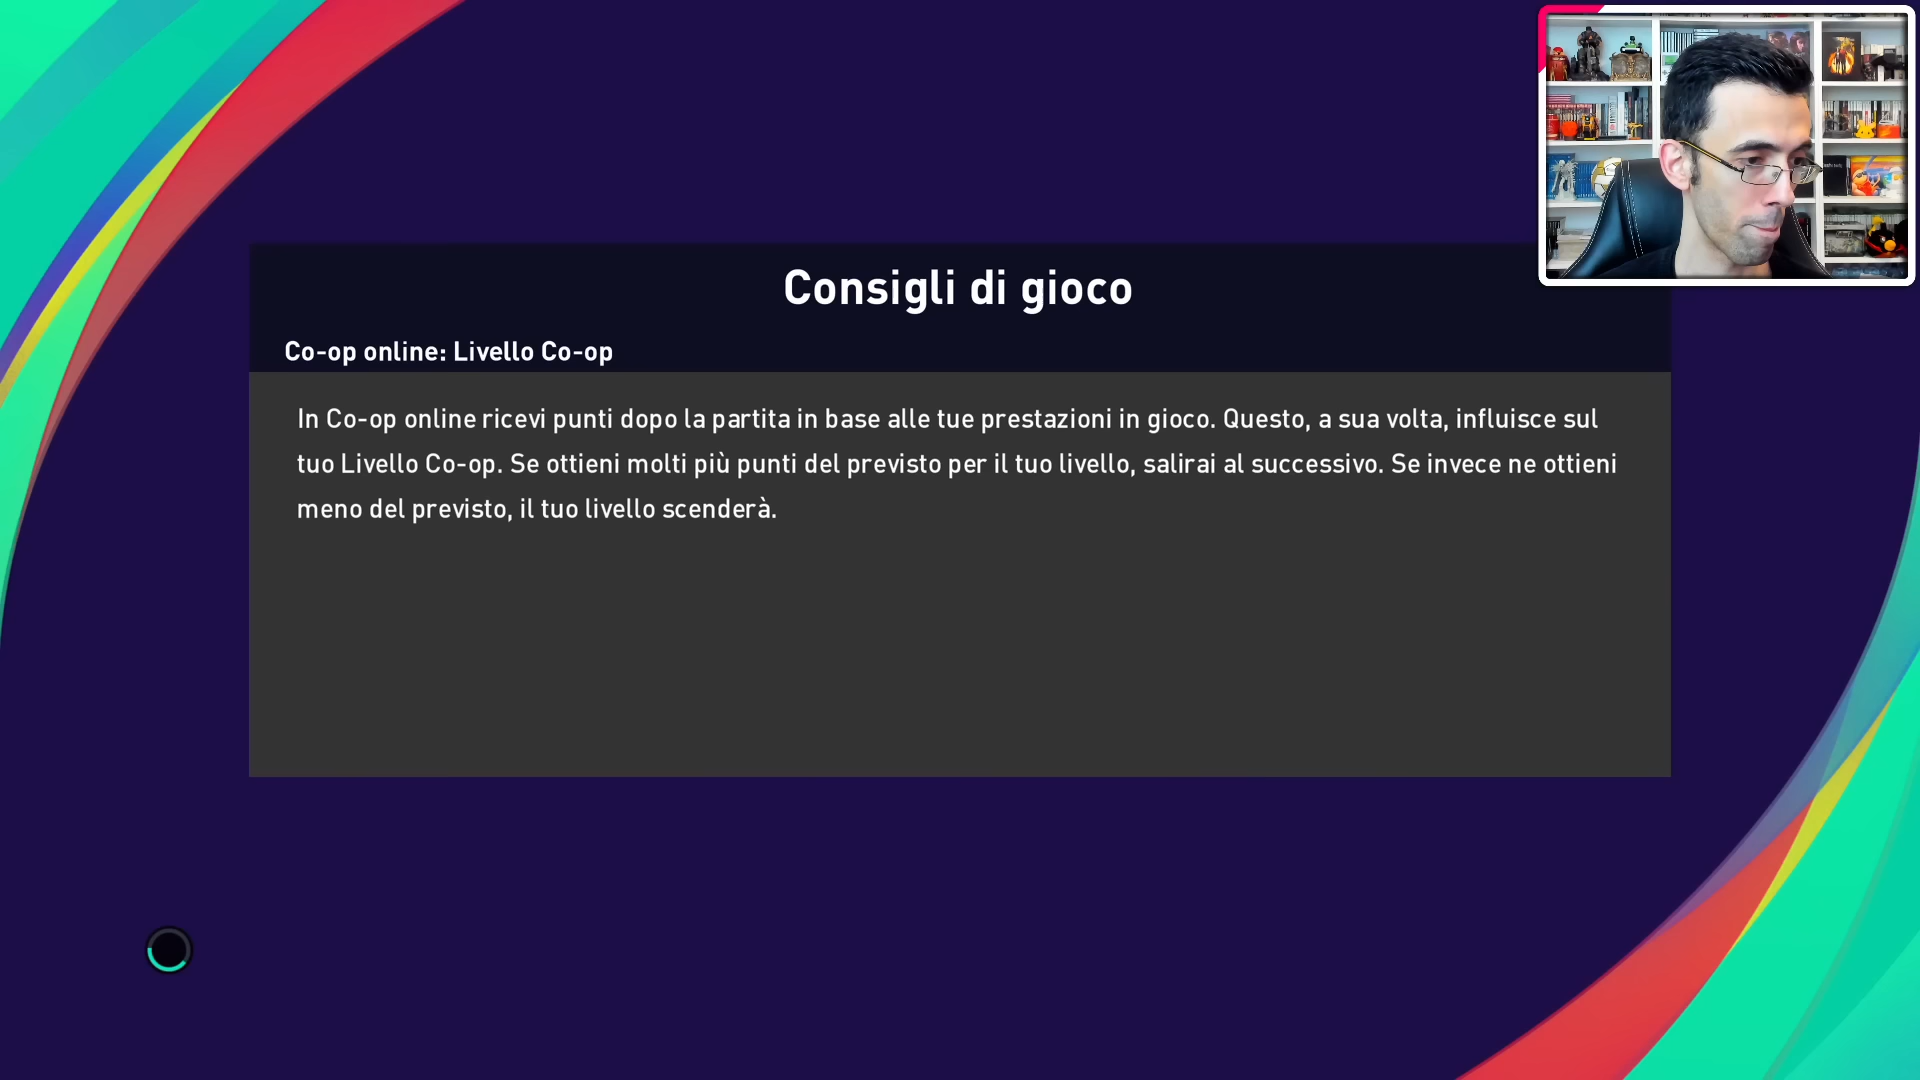 Consigli di gioco
Co-op online: Livello Co-op
In Co-op online ricevi punti dopo la partita in base alle tue prestazioni in gioco. Questo, a sua volta, influisce sul
tuo Livello Co-op. Se ottieni molti più punti del previsto per il tuo livello, salirai al successivo. Se invece ne ottieni
meno del previsto, il tuo livello scenderà.